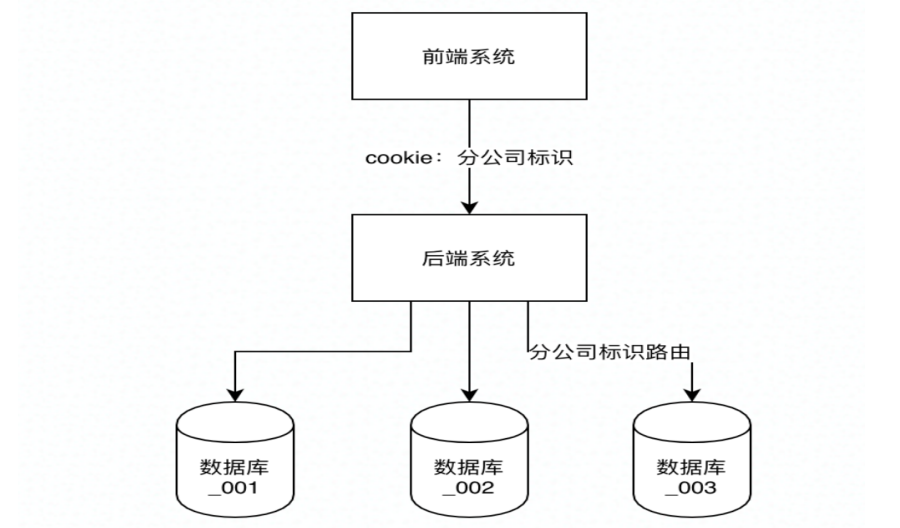 前端系统
cookie：分公司标识
后端系统
分公司标识路由
数据库
_001
数据库
_002
数据库
_003